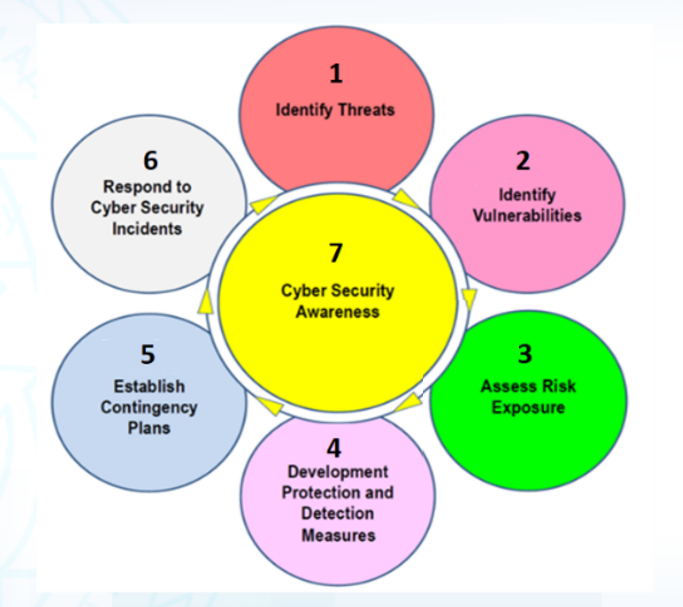 1
Identify Threats
2
Identify
Vulnerabilities
3
Assess Risk
Exposure
4
Development
Protection and
Detection
Measures
5
Establish
Contingency
Plans
6
Respond to
Cyber Security
Incidents
7
Cyber Security
Awareness